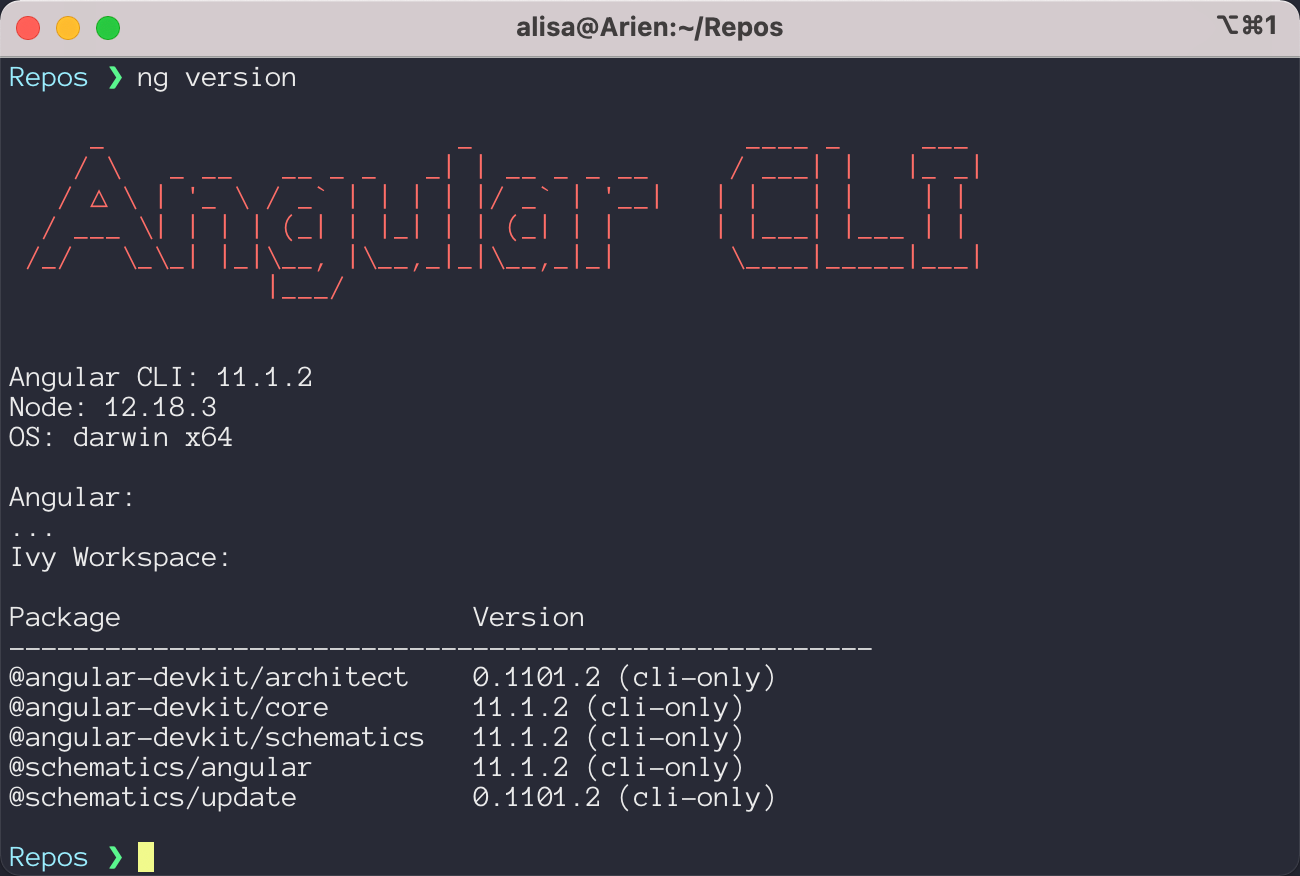 alisa@Arien:~/Repos
⌥⌘1
Repos ❯ ng version
Angular CLI
Angular CLI: 11.1.2
Node: 12.18.3
OS: darwin x64
Angular:
...
Ivy Workspace:
Package                      Version
------------------------------------------------------
@angular-devkit/architect    0.1101.2 (cli-only)
@angular-devkit/core         11.1.2 (cli-only)
@angular-devkit/schematics   11.1.2 (cli-only)
@schematics/angular          11.1.2 (cli-only)
@schematics/update           0.1101.2 (cli-only)
Repos ❯